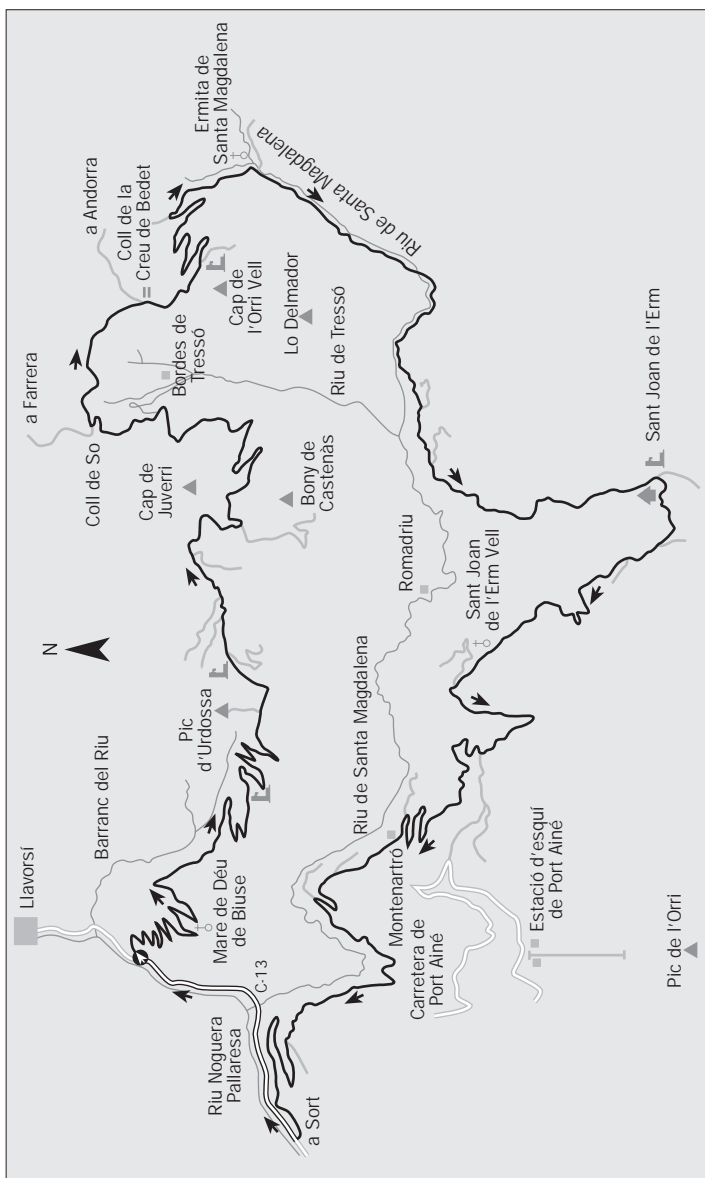 Llavorsí
Barranc del Riu
N
a Farrera
a Andorra
Coll de la
Creu de Bedet
Ermita de
Santa Magdalena
Coll de So
Bordes de
Tressó
Cap de
l'Orri Vell
Cap de
Juverri
Lo Delmador
Riu de Santa Magdalena
Pic
d'Urdossa
Mare de Déu
de Biuse
Bony de
Castenàs
Riu de Tressó
Riu Noguera
Pallaresa
C-13
a Sort
Riu de Santa Magdalena
Romadriu
Montenartró
Sant Joan
de l'Erm Vell
Carretera de
Port Ainé
Sant Joan de l'Erm
Estació d'esquí
de Port Ainé
Pic de l'Orri